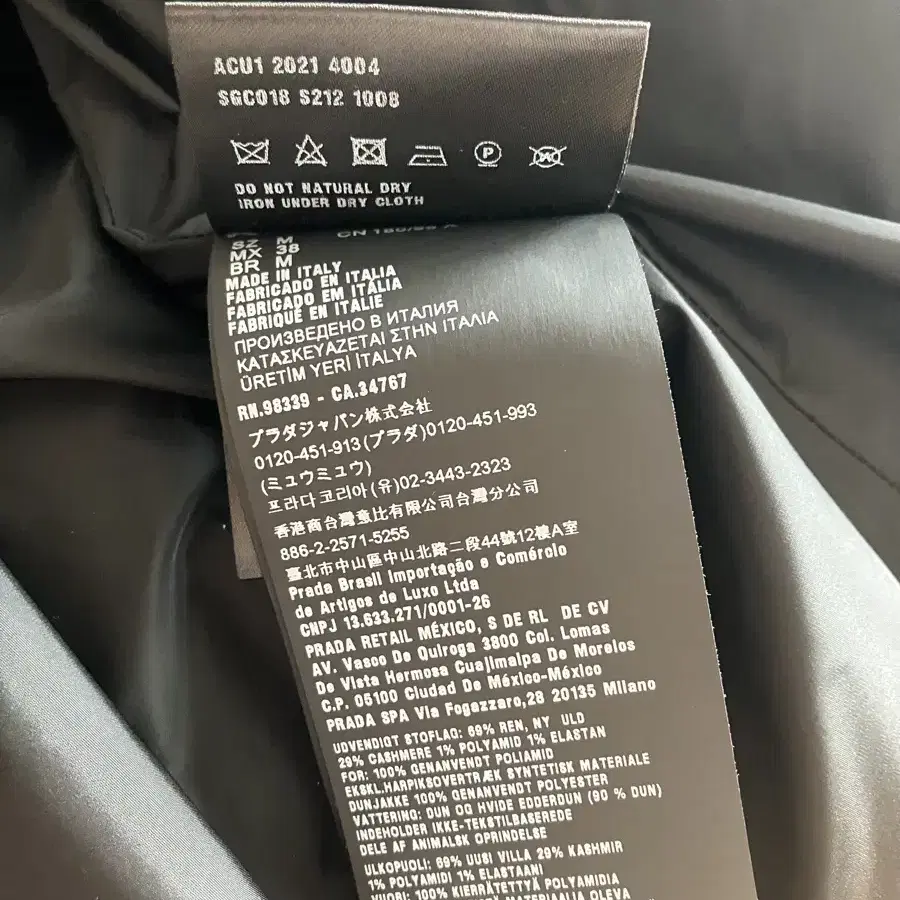 ACU1 2021 4004
SGC018 S212 1008
DO NOT NATURAL DRY
IRON UNDER DRY CLOTH
SZ M
MX 38
BR M
MADE IN ITALY
FABRICADO EN ITALIA
FABRICADO EM ITALIA
FABRIQUÉ EN ITALIE
ПРОИЗВЕДЕНО В ИТАЛИЯ
ΚΑΤΑΣΚΕΥΑΖΕΤΑΙ ΣΤΗΝ ΙΤΑΛΙΑ
ÜRETİM YERİ İTALYA
RN.98339 - CA.34767
プラダジャパン株式会社
0120-451-913(プラダ)0120-451-993
(ミュウミュウ)
프라다코리아(유)02-3443-2323
香港商台灣意比有限公司台灣分公司
886-2-2571-5255
臺北市中山區中山北路二段44號12樓A室
Prada Brasil Importação e Comércio
de Artigos de Luxo Ltda
CNPJ 13.633.271/0001-26
PRADA RETAIL MÉXICO, S DE RL DE CV
AV. Vasco De Quiroga 3800 Col. Lomas
De Vista Hermosa Cuajimalpa De Morelos
C.P. 05100 Ciudad De México-México
PRADA SPA Via Fogazzaro,28 20135 Milano
UDVENDIGT STOFLAG: 69% REN, NY ULD
29% CASHMERE 1% POLYAMID 1% ELASTAN
FOR: 100% GENANVENDT POLIAMID
EKSKL.HARPIKSOVERTRÆK SYNTETISK MATERIALE
DUNJAKKE 100% GENANVENDT POLYESTER
VATTERING: DUN OG HVIDE EDDERDUN (90 % DUN)
INDEHOLDER IKKE-TEKSTILBASEREDE
DELE AF ANIMALSK OPRINDELSE
ULKOPUOLI: 69% UUSI VILLA 29% KASHMIR
1% POLYAMIDI 1% ELASTAANI
VUORI: 100% KIERRÄTETTYÄ POLYAMIDIA